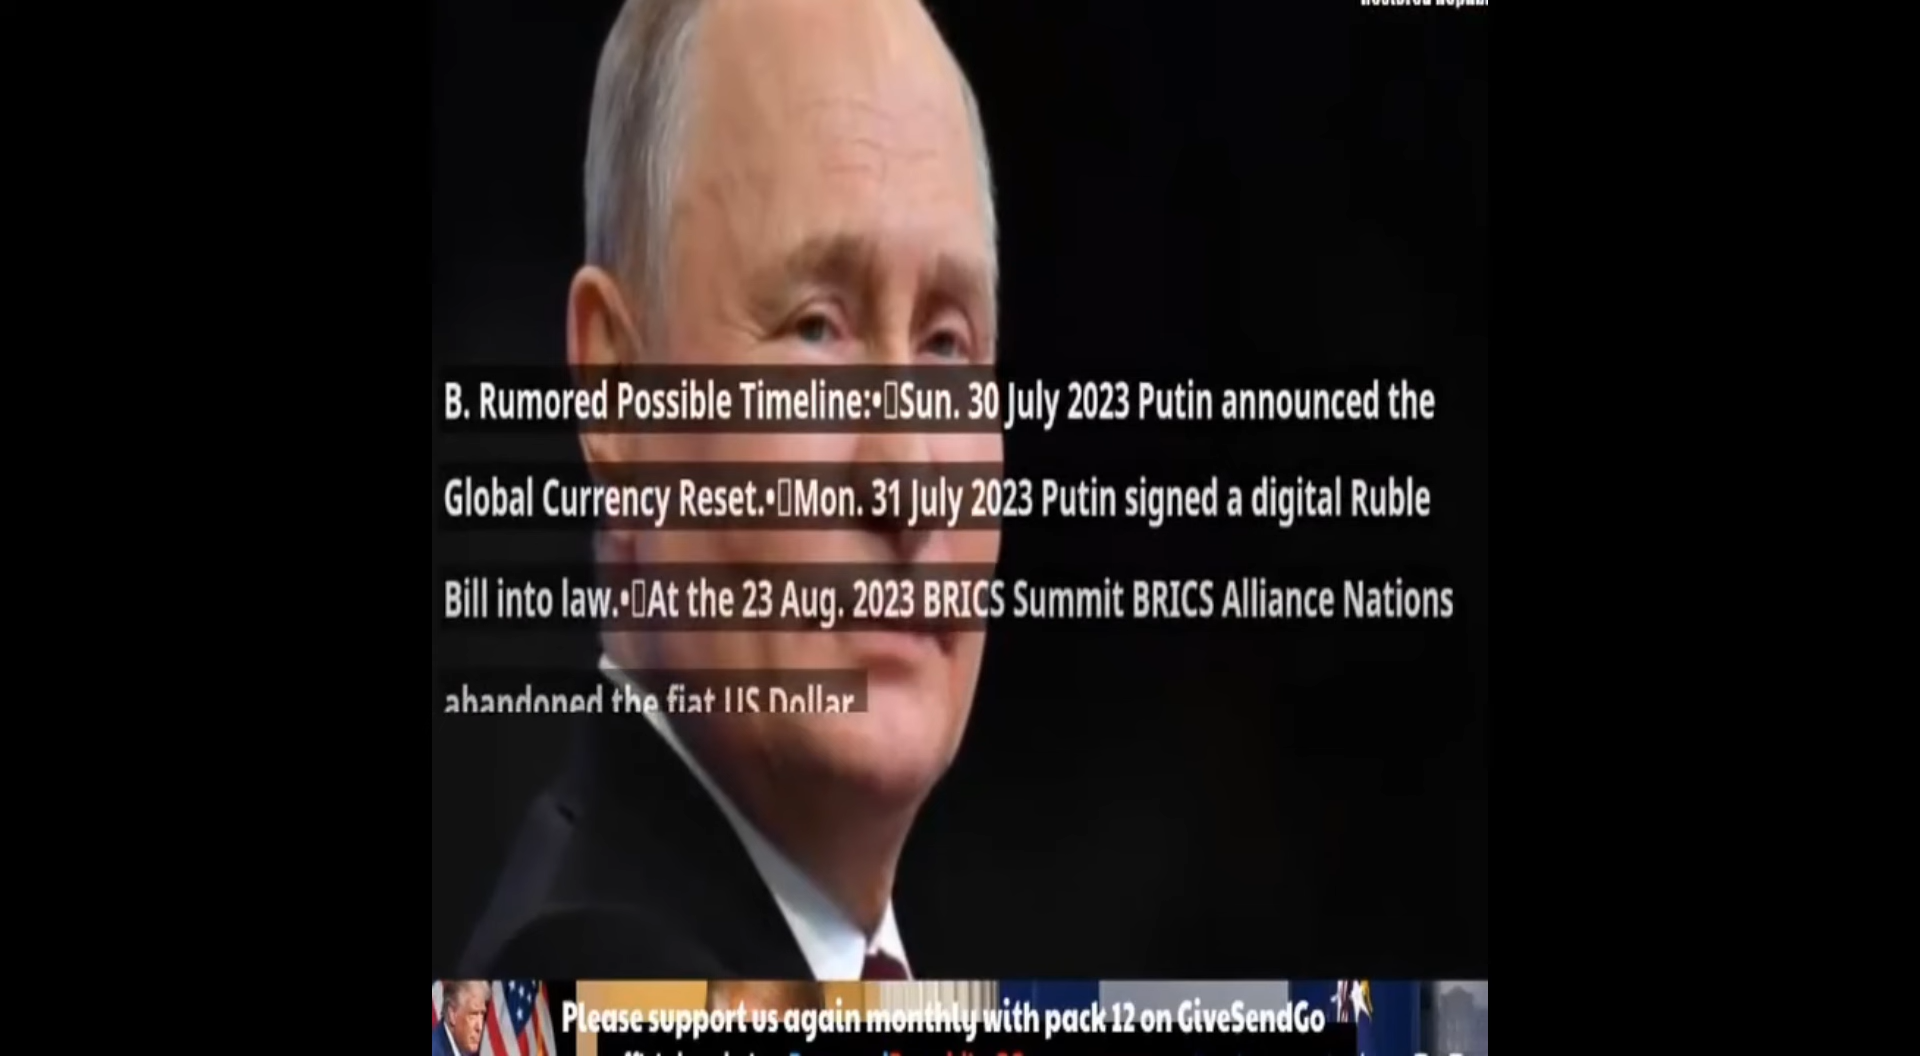 B. Rumored Possible Timeline:•▯Sun. 30 July 2023 Putin announced the
Global Currency Reset.•▯Mon. 31 July 2023 Putin signed a digital Ruble
Bill into law.•▯At the 23 Aug. 2023 BRICS Summit BRICS Alliance Nations
abandoned the fiat US Dollar
Please support us again monthly with pack 12 on GiveSendGo